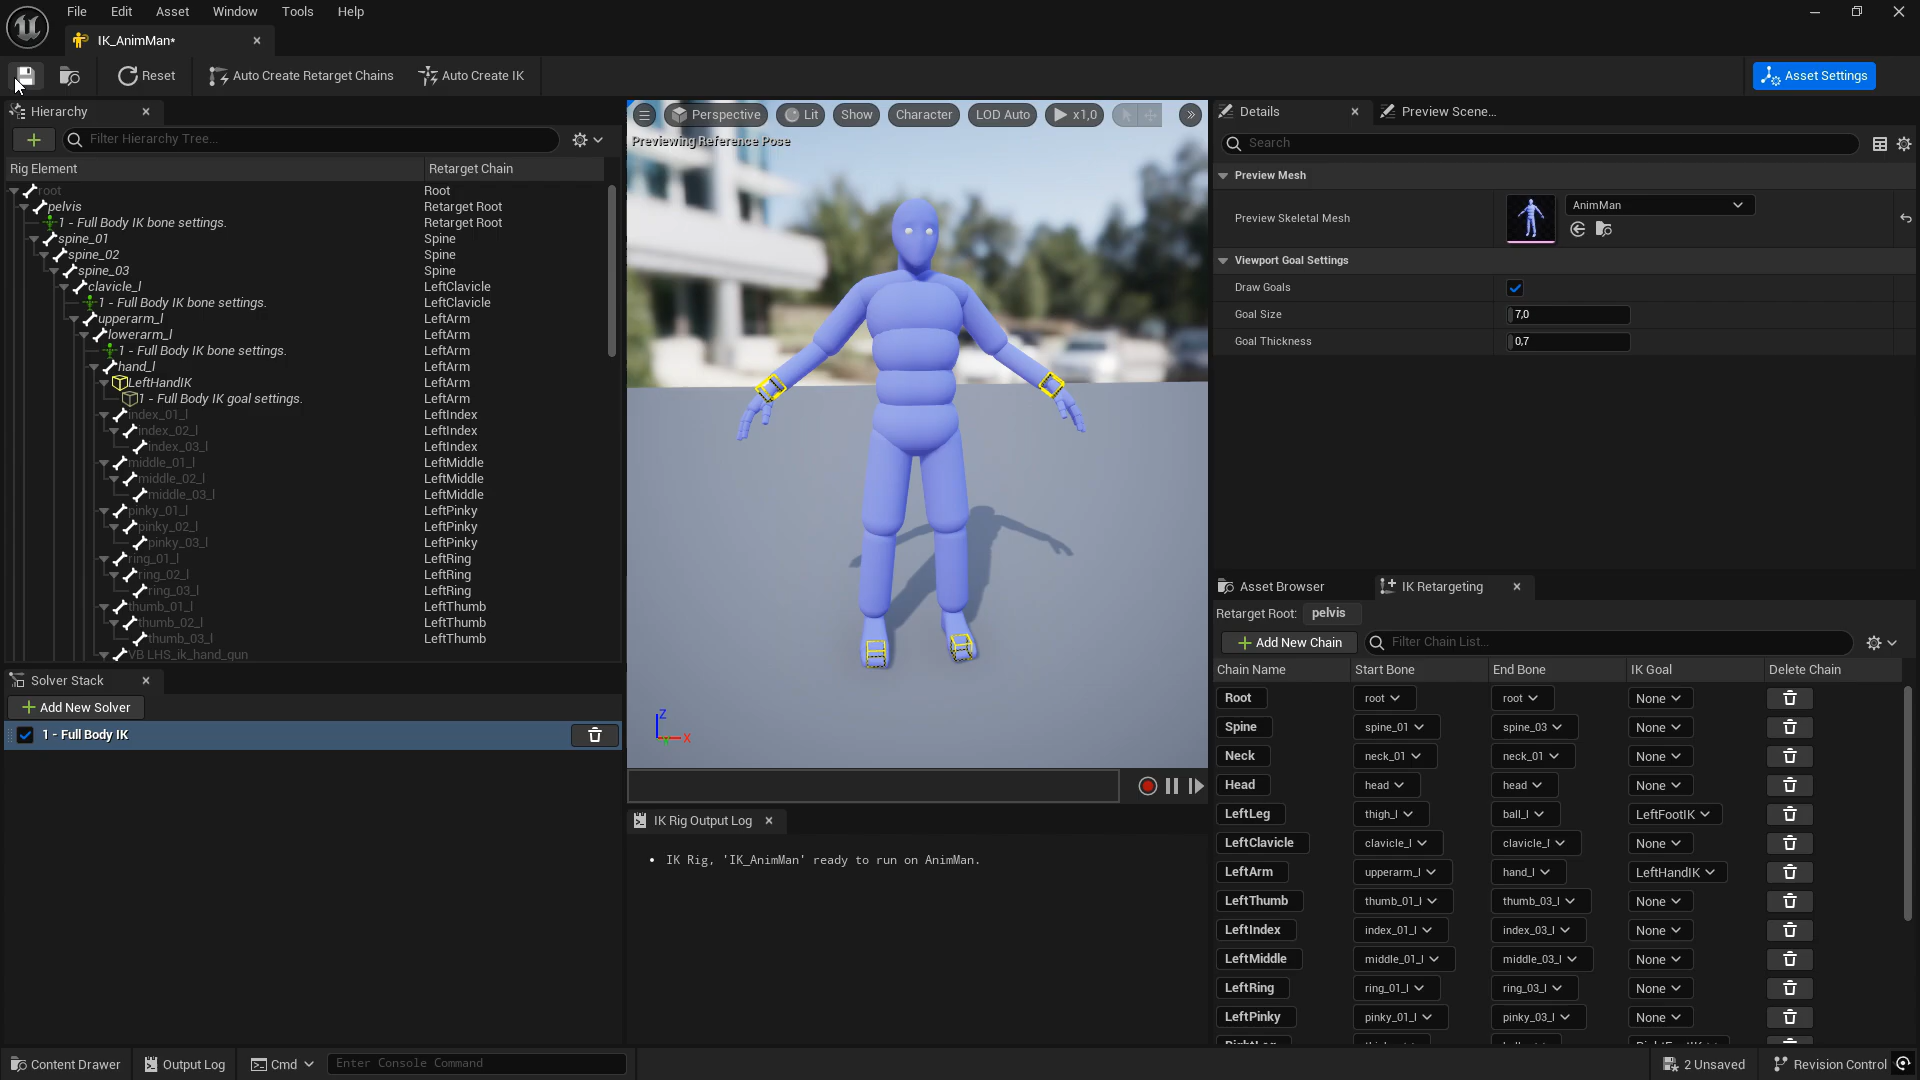 File Edit Asset Window Tools Help
IK_AnimMan*
Reset Auto Create Retarget Chains Auto Create IK Asset Settings
Hierarchy
Filter Hierarchy Tree...
Rig Element Retarget Chain
root Root
pelvis Retarget Root
1 - Full Body IK bone settings. Retarget Root
spine_01 Spine
spine_02 Spine
spine_03 Spine
clavicle_l LeftClavicle
1 - Full Body IK bone settings. LeftClavicle
upperarm_l LeftArm
lowerarm_l LeftArm
1 - Full Body IK bone settings. LeftArm
hand_l LeftArm
LeftHandIK LeftArm
1 - Full Body IK goal settings. LeftArm
index_01_l LeftIndex
index_02_l LeftIndex
index_03_l LeftIndex
middle_01_l LeftMiddle
middle_02_l LeftMiddle
middle_03_l LeftMiddle
pinky_01_l LeftPinky
pinky_02_l LeftPinky
pinky_03_l LeftPinky
ring_01_l LeftRing
ring_02_l LeftRing
ring_03_l LeftRing
thumb_01_l LeftThumb
thumb_02_l LeftThumb
thumb_03_l LeftThumb
VB LHS_ik_hand_gun
Solver Stack
Add New Solver
1 - Full Body IK
Perspective Lit Show Character LOD Auto x1,0
Previewing Reference Pose
Z
X
IK Rig Output Log
• IK Rig, 'IK_AnimMan' ready to run on AnimMan.
Details Preview Scene...
Search
Preview Mesh
Preview Skeletal Mesh AnimMan
Viewport Goal Settings
Draw Goals
Goal Size 7,0
Goal Thickness 0,7
Asset Browser IK Retargeting
Retarget Root: pelvis
Add New Chain Filter Chain List...
Chain Name Start Bone End Bone IK Goal Delete Chain
Root root root None
Spine spine_01 spine_03 None
Neck neck_01 neck_01 None
Head head head None
LeftLeg thigh_l ball_l LeftFootIK
LeftClavicle clavicle_l clavicle_l None
LeftArm upperarm_l hand_l LeftHandIK
LeftThumb thumb_01_l thumb_03_l None
LeftIndex index_01_l index_03_l None
LeftMiddle middle_01_l middle_03_l None
LeftRing ring_01_l ring_03_l None
LeftPinky pinky_01_l pinky_03_l None
Content Drawer Output Log Cmd Enter Console Command 2 Unsaved Revision Control